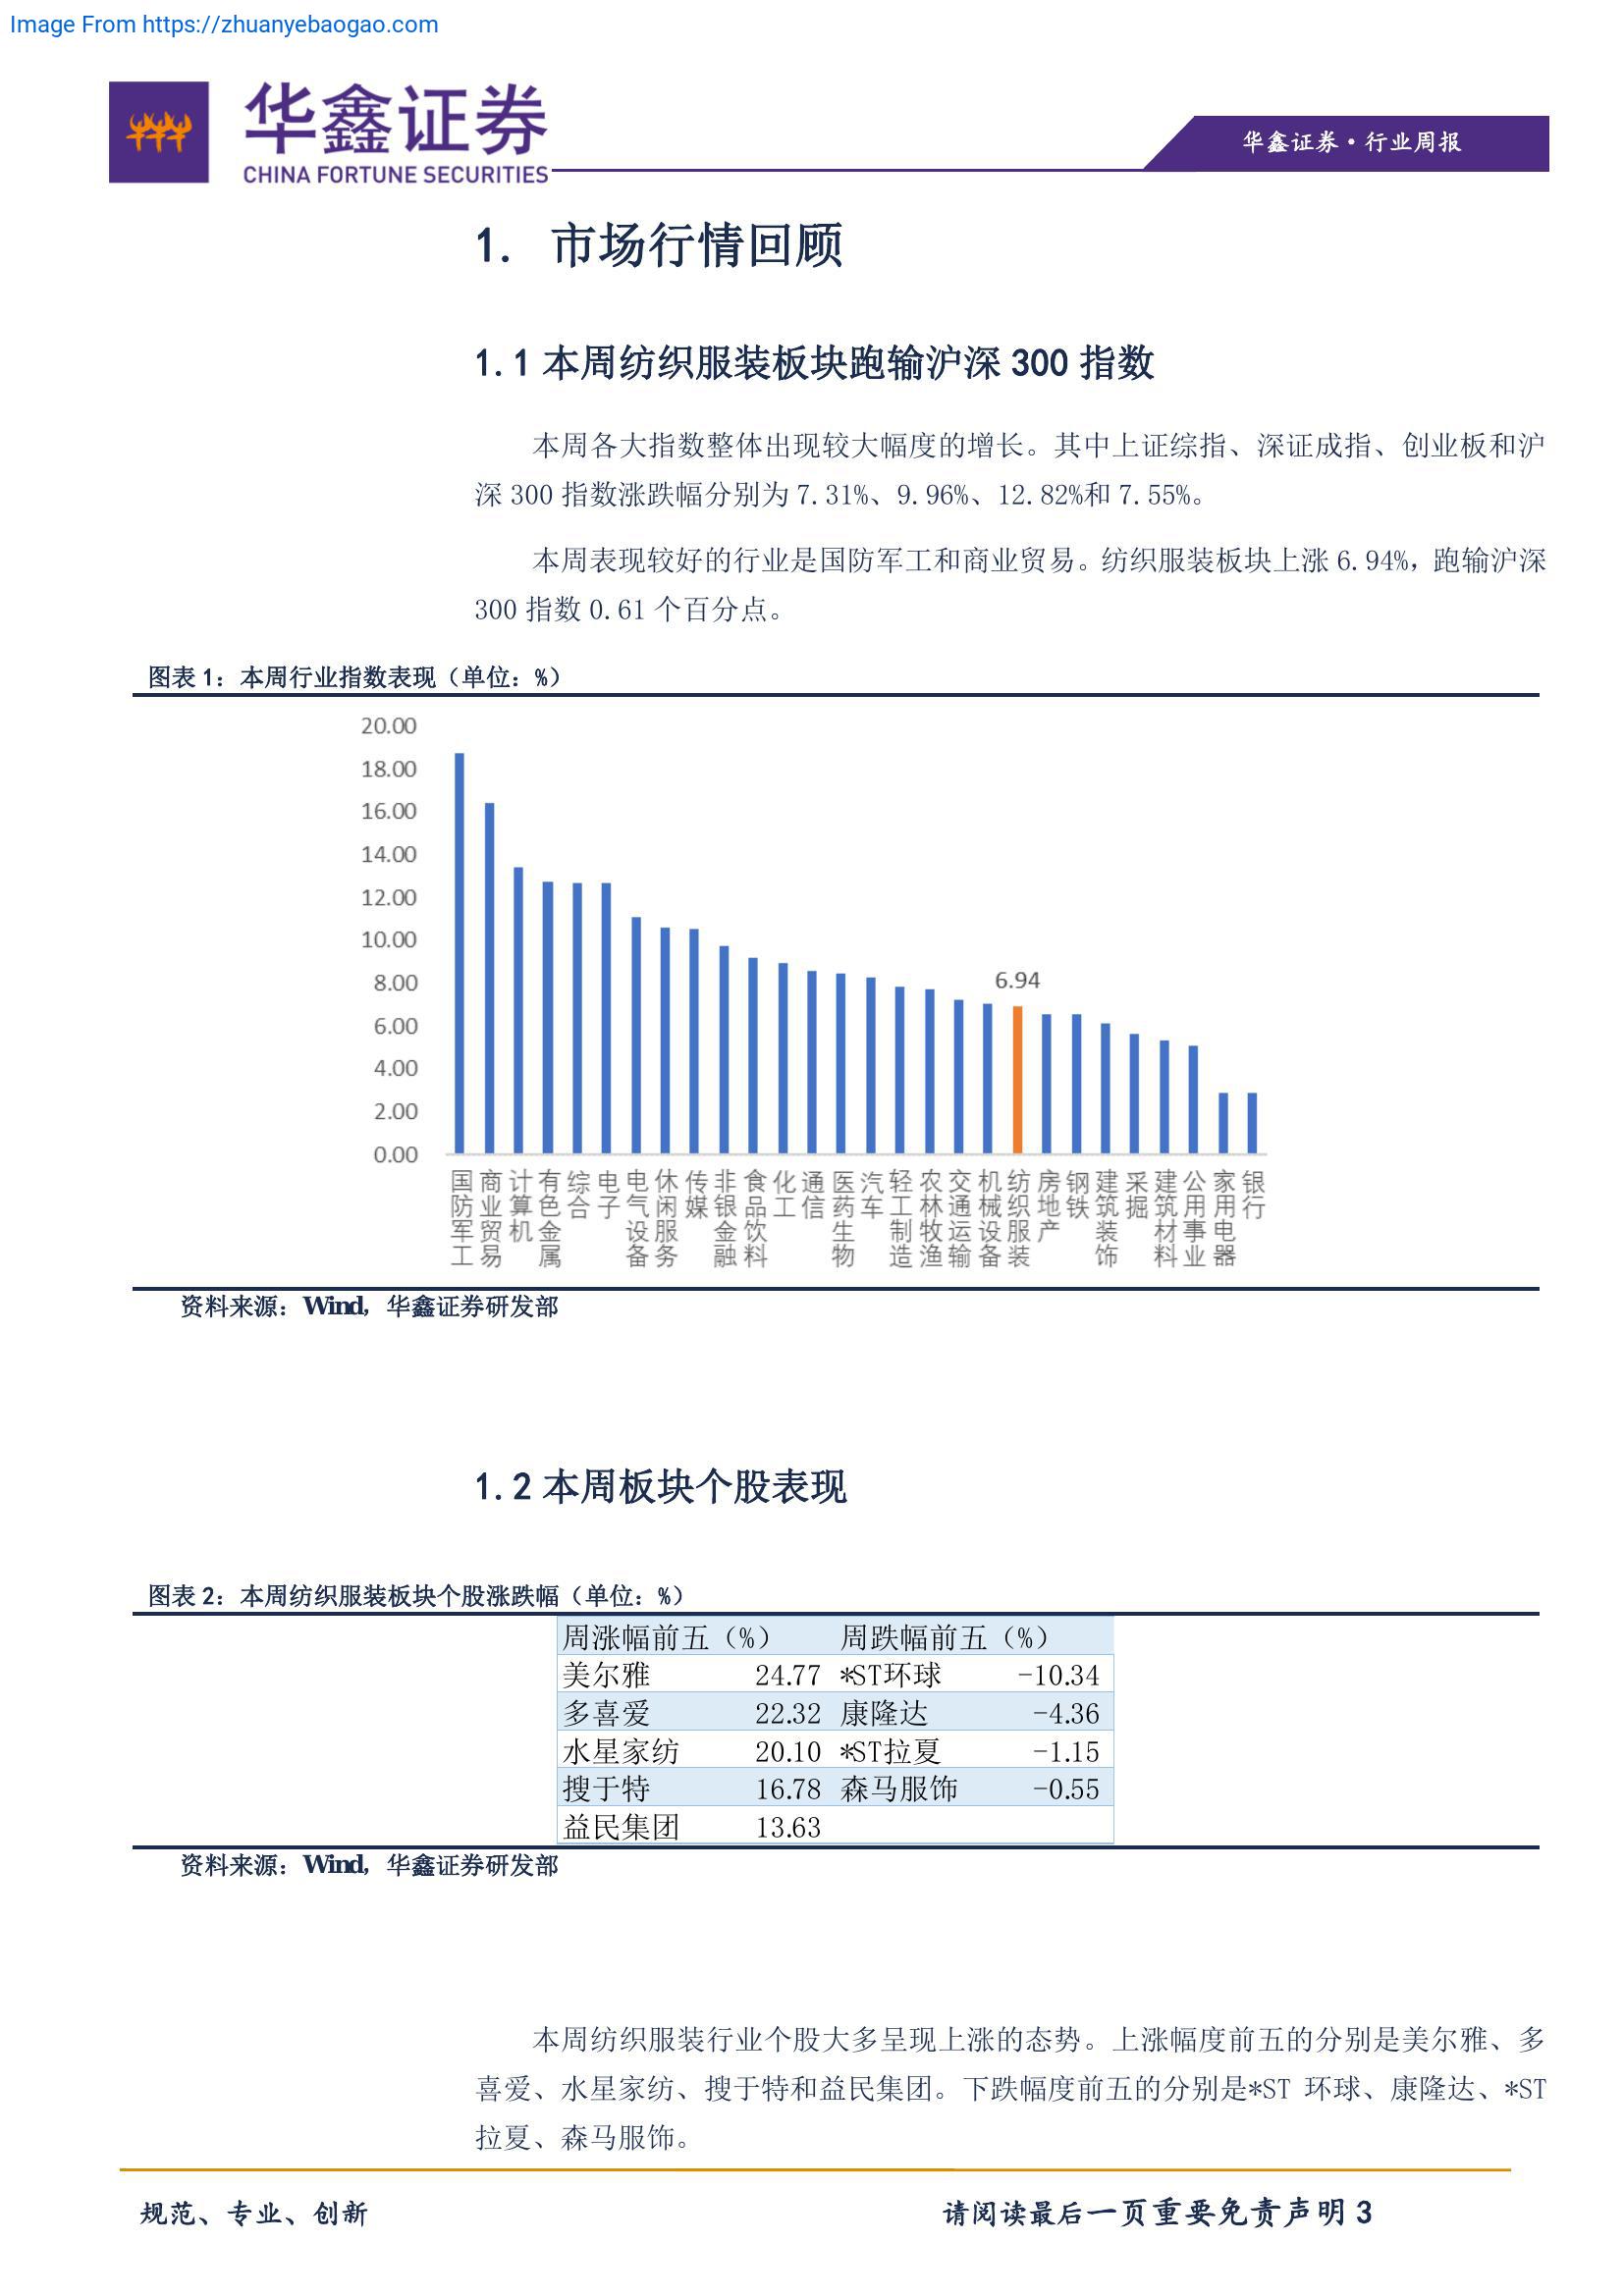 Image From https://zhuanyebaogao.com
华鑫证券
CHINA FORTUNE SECURITIES
华鑫证券·行业周报
1. 市场行情回顾
1.1 本周纺织服装板块跑输沪深 300 指数
本周各大指数整体出现较大幅度的增长。其中上证综指、深证成指、创业板和沪
深 300 指数涨跌幅分别为 7.31%、9.96%、12.82%和 7.55%。
本周表现较好的行业是国防军工和商业贸易。纺织服装板块上涨 6.94%，跑输沪深
300 指数 0.61 个百分点。
图表 1：本周行业指数表现（单位：%）
20.00
18.00
16.00
14.00
12.00
10.00
8.00
6.00
4.00
2.00
0.00
6.94
国防军工
商业贸易
计算机
有色金属
综合
电子
电气设备
休闲服务
传媒
非银金融
食品饮料
化工
通信
医药生物
汽车
轻工制造
农林牧渔
交通运输
机械设备
纺织服装
房地产
钢铁
建筑装饰
采掘
建筑材料
公用事业
家用电器
银行
资料来源：Wind，华鑫证券研发部
1.2 本周板块个股表现
图表 2：本周纺织服装板块个股涨跌幅（单位：%）
周涨幅前五（%） 周跌幅前五（%）
美尔雅 24.77 *ST环球 -10.34
多喜爱 22.32 康隆达 -4.36
水星家纺 20.10 *ST拉夏 -1.15
搜于特 16.78 森马服饰 -0.55
益民集团 13.63
资料来源：Wind，华鑫证券研发部
本周纺织服装行业个股大多呈现上涨的态势。上涨幅度前五的分别是美尔雅、多
喜爱、水星家纺、搜于特和益民集团。下跌幅度前五的分别是*ST 环球、康隆达、*ST
拉夏、森马服饰。
规范、专业、创新
请阅读最后一页重要免责声明 3